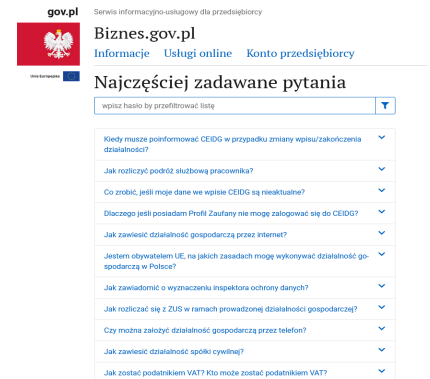 gov.pl
Serwis informacyjno-usługowy dla przedsiębiorcy
Unia Europejska
Biznes.gov.pl
Informacje Usługi online Konto przedsiębiorcy
Najczęściej zadawane pytania
wpisz hasło by przefiltrować listę
Kiedy musze poinformować CEIDG w przypadku zmiany wpisu/zakończenia
działalności?
Jak rozliczyć podróż służbową pracownika?
Co zrobić, jeśli moje dane we wpisie CEIDG są nieaktualne?
Dlaczego jeśli posiadam Profil Zaufany nie mogę zalogować się do CEIDG?
Jak zawiesić działalność gospodarczą przez internet?
Jestem obywatelem UE, na jakich zasadach mogę wykonywać działalność go-
spodarczą w Polsce?
Jak zawiadomić o wyznaczeniu inspektora ochrony danych?
Jak rozliczać się z ZUS w ramach prowadzonej działalności gospodarczej?
Czy można założyć działalność gospodarczą przez telefon?
Jak zawiesić działalność spółki cywilnej?
Jak zostać podatnikiem VAT? Kto może zostać podatnikiem VAT?